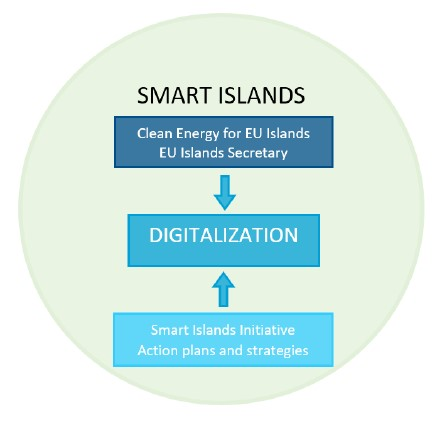 SMART ISLANDS
Clean Energy for EU Islands
EU Islands Secretary
DIGITALIZATION
Smart Islands Initiative
Action plans and strategies